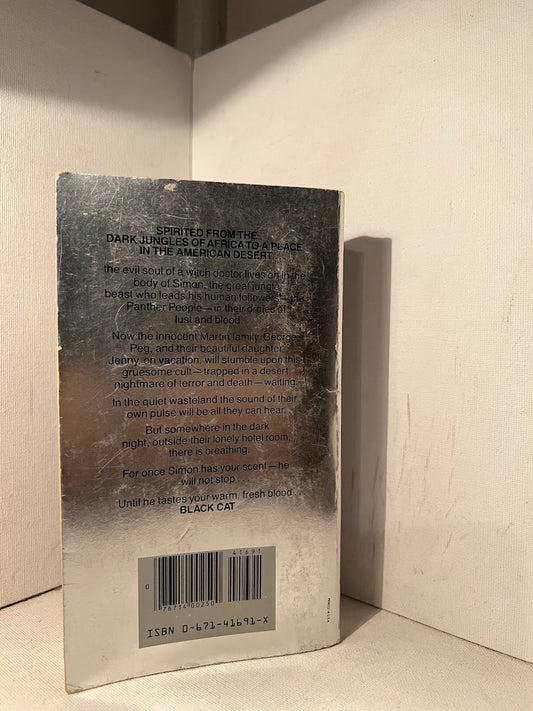 SPIRITED FROM THE
DARK JUNGLES OF AFRICA TO A PLACE
IN THE AMERICAN DESERT . . .
the evil soul of a witch doctor lives on in the
body of Simon, the great jungle
beast who leads his human followers—the
Panther People—in their orgies of
lust and blood.
Now the innocent Martin family, George,
Peg, and their beautiful daughter
Jenny, on vacation, will stumble upon this
gruesome cult—trapped in a desert
nightmare of terror and death—waiting.
In the quiet wasteland the sound of their
own pulse will be all they can hear.
But somewhere in the dark
night, outside their lonely hotel room,
there is breathing.
For once Simon has your scent—he
will not stop . . .
Until he tastes your warm, fresh blood . . .
BLACK CAT
41691
0
76714 00250
ISBN 0-671-41691-X